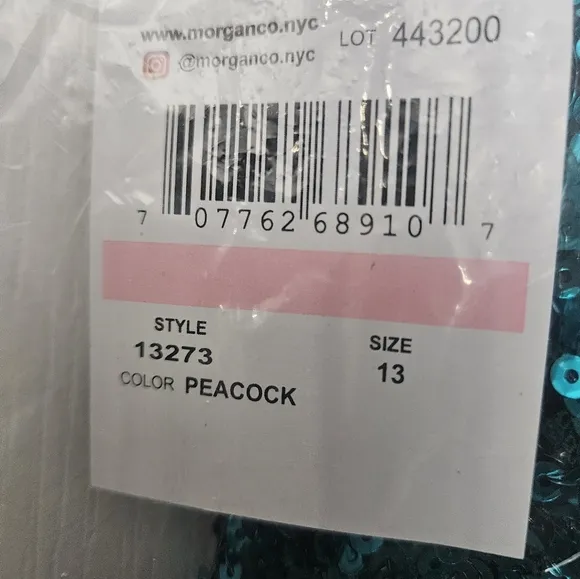 www.morganco.nyc
LOT 443200
@morganco.nyc
7 07762 68910 7
STYLE
13273
SIZE
13
COLOR PEACOCK